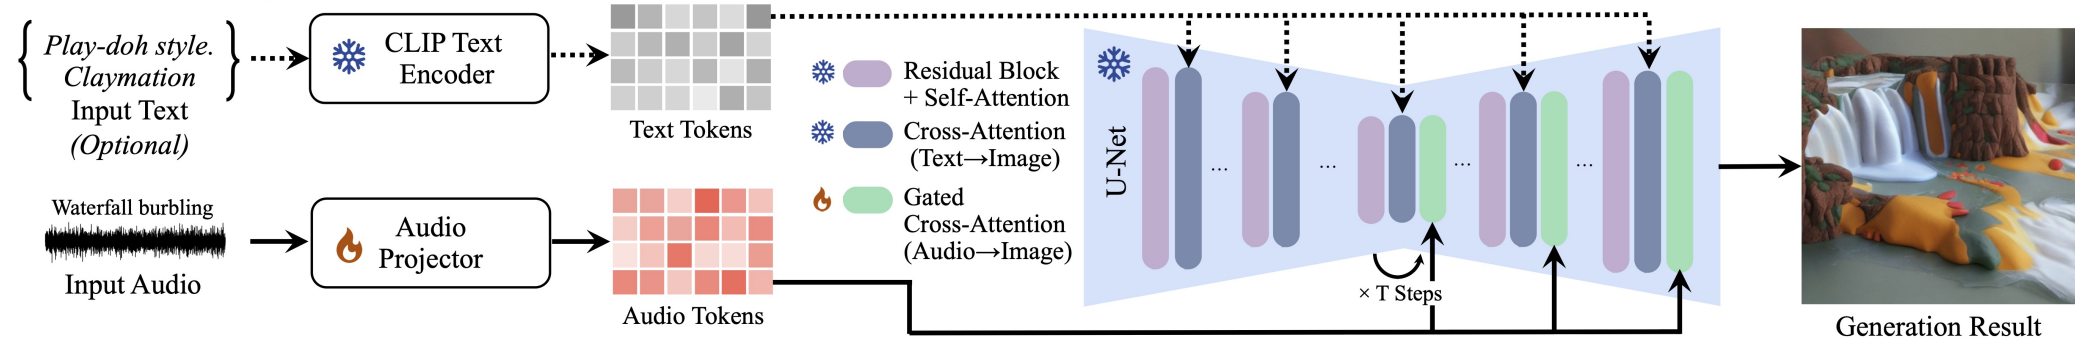 Play-doh style.
Claymation
Input Text
(Optional)
CLIP Text
Encoder
Text Tokens
Waterfall burbling
Input Audio
Audio
Projector
Audio Tokens
Residual Block
+ Self-Attention
Cross-Attention
(Text→Image)
Gated
Cross-Attention
(Audio→Image)
U-Net
...
...
...
...
× T Steps
Generation Result